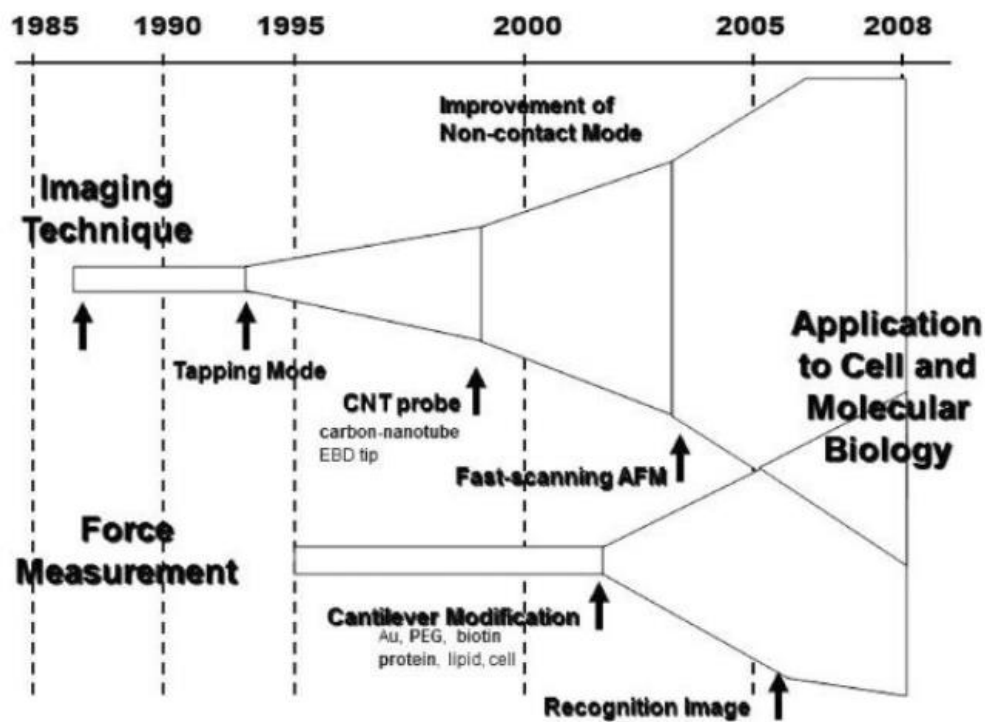 1985 1990 1995 2000 2005 2008
Improvement of
Non-contact Mode
Imaging
Technique
Tapping Mode
CNT probe
carbon-nanotube
EBD tip
Fast-scanning AFM
Application
to Cell and
Molecular
Biology
Force
Measurement
Cantilever Modification
Au, PEG, biotin
protein, lipid, cell
Recognition Image